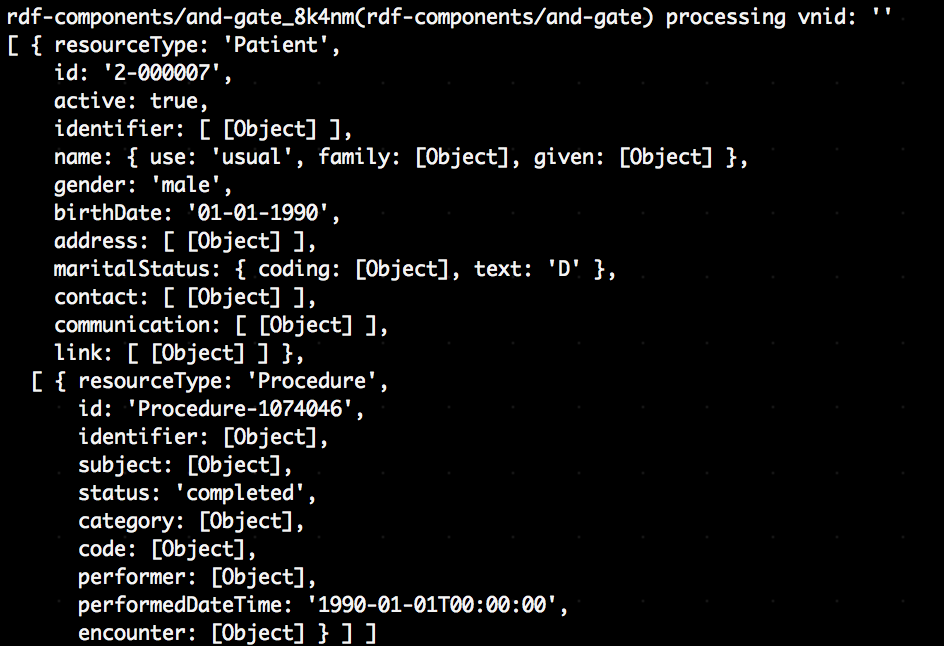 rdf-components/and-gate_8k4nm(rdf-components/and-gate) processing vnid: ''
[ { resourceType: 'Patient',
    id: '2-000007',
    active: true,
    identifier: [ [Object] ],
    name: { use: 'usual', family: [Object], given: [Object] },
    gender: 'male',
    birthDate: '01-01-1990',
    address: [ [Object] ],
    maritalStatus: { coding: [Object], text: 'D' },
    contact: [ [Object] ],
    communication: [ [Object] ],
    link: [ [Object] ] },
  [ { resourceType: 'Procedure',
      id: 'Procedure-1074046',
      identifier: [Object],
      subject: [Object],
      status: 'completed',
      category: [Object],
      code: [Object],
      performer: [Object],
      performedDateTime: '1990-01-01T00:00:00',
      encounter: [Object] } ] ]